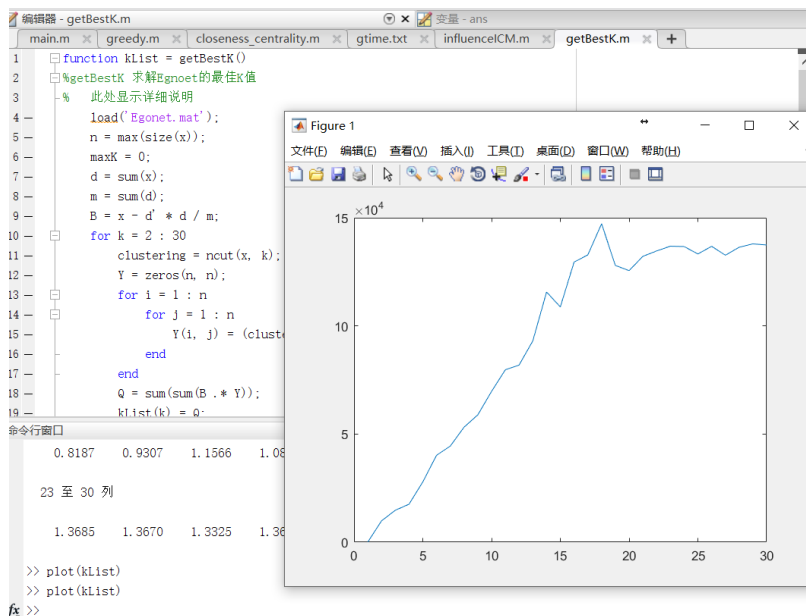 编辑器 - getBestK.m
变量 - ans
main.m greedy.m closeness_centrality.m gtime.txt influenceICM.m getBestK.m
1 function kList = getBestK()
2 %getBestK 求解Egnoet的最佳K值
3 % 此处显示详细说明
4 load('Egonet.mat');
5 n = max(size(x));
6 maxK = 0;
7 d = sum(x);
8 m = sum(d);
9 B = x - d' * d / m;
10 for k = 2 : 30
11 clustering = ncut(x, k);
12 Y = zeros(n, n);
13 for i = 1 : n
14 for j = 1 : n
15 Y(i, j) = (cluste
16 end
17 end
18 Q = sum(sum(B .* Y));
19 kList(k) = Q;
命令行窗口
0.8187 0.9307 1.1566 1.08
23 至 30 列
1.3685 1.3670 1.3325 1.36
>> plot(kList)
>> plot(kList)
fx >>
Figure 1
文件(F) 编辑(E) 查看(V) 插入(I) 工具(T) 桌面(D) 窗口(W) 帮助(H)
×10^4
15
10
5
0
0 5 10 15 20 25 30